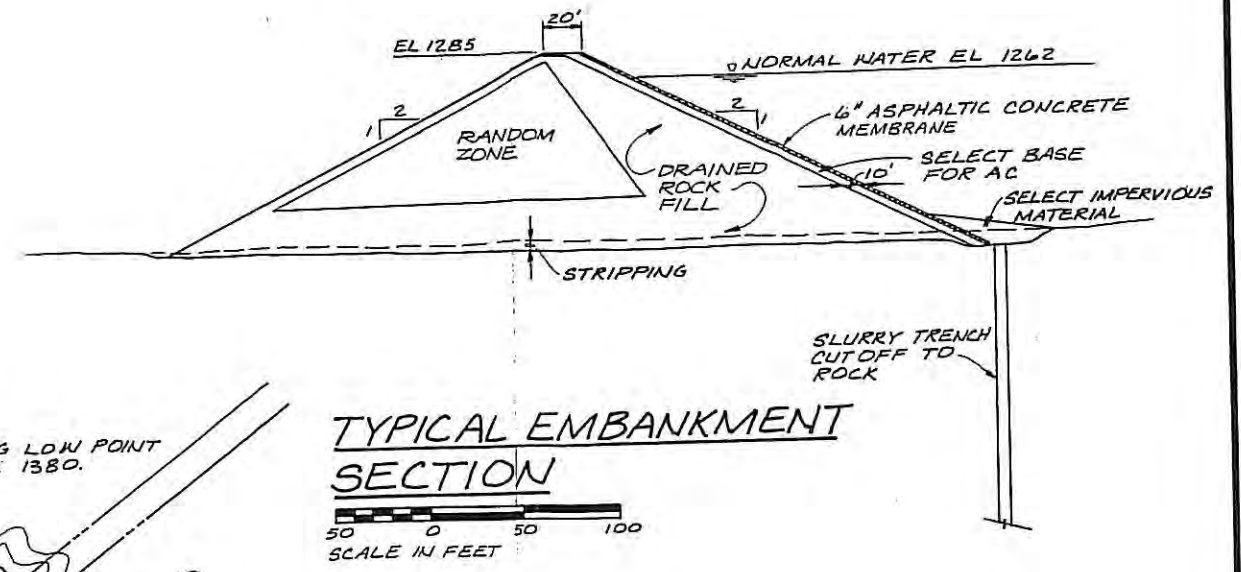 20'
EL 1285
NORMAL WATER EL 1262
2
1
2
1
6" ASPHALTIC CONCRETE
MEMBRANE
RANDOM
ZONE
SELECT BASE
FOR AC
DRAINED
ROCK
FILL
10'
SELECT IMPERVIOUS
MATERIAL
STRIPPING
SLURRY TRENCH
CUTOFF TO
ROCK
LOW POINT
1380.
TYPICAL EMBANKMENT
SECTION
50 0 50 100
SCALE IN FEET